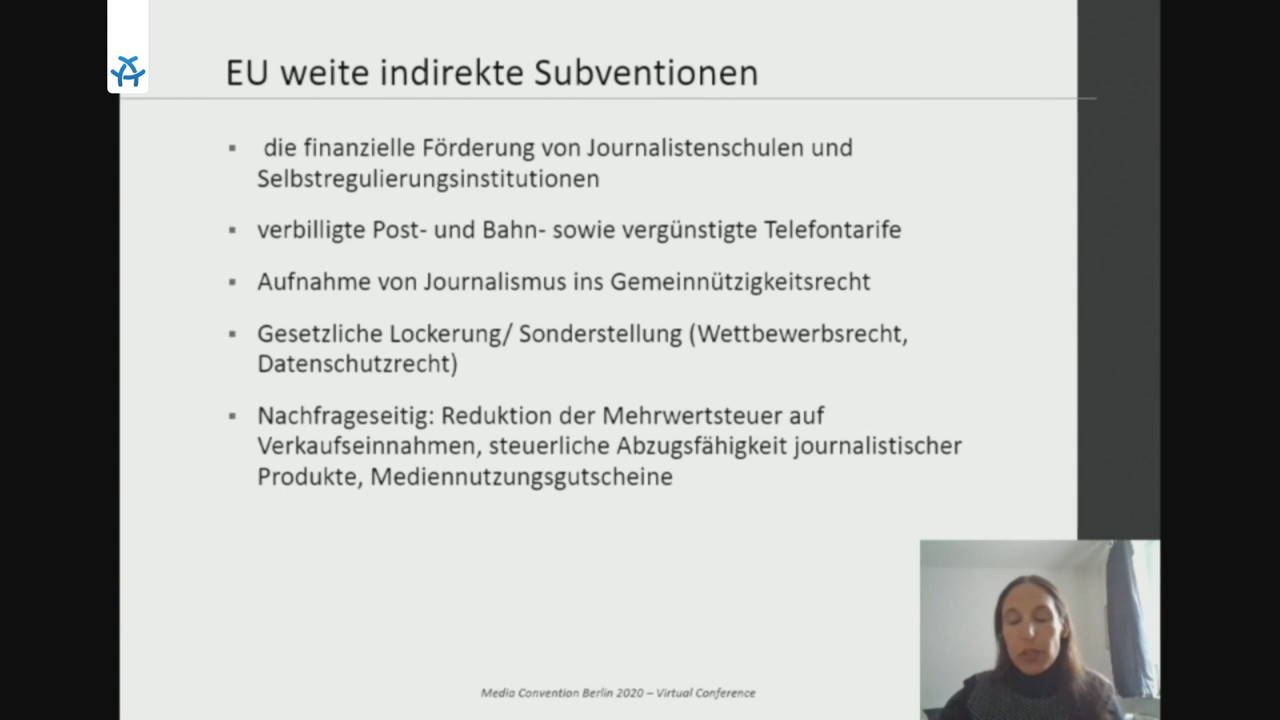 EU weite indirekte Subventionen
▪ die finanzielle Förderung von Journalistenschulen und
Selbstregulierungsinstitutionen
▪ verbilligte Post- und Bahn- sowie vergünstigte Telefontarife
▪ Aufnahme von Journalismus ins Gemeinnützigkeitsrecht
▪ Gesetzliche Lockerung/ Sonderstellung (Wettbewerbsrecht,
Datenschutzrecht)
▪ Nachfrageseitig: Reduktion der Mehrwertsteuer auf
Verkaufseinnahmen, steuerliche Abzugsfähigkeit journalistischer
Produkte, Mediennutzungsgutscheine
Media Convention Berlin 2020 – Virtual Conference